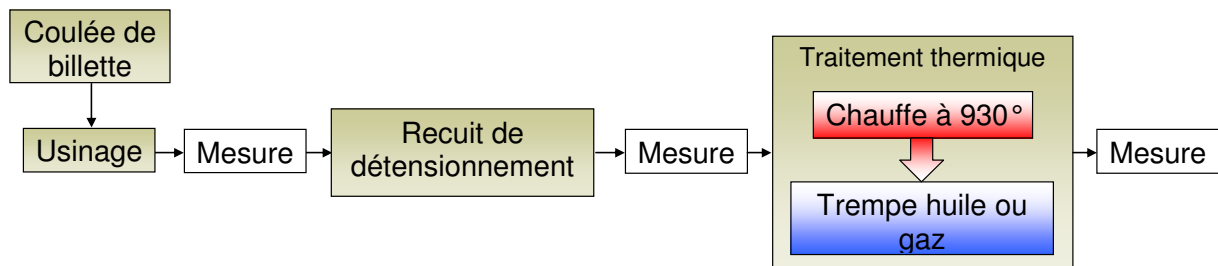 Coulée de
billette
Usinage
Mesure
Recuit de
détensionnement
Mesure
Traitement thermique
Chauffe à 930°
Trempe huile ou
gaz
Mesure